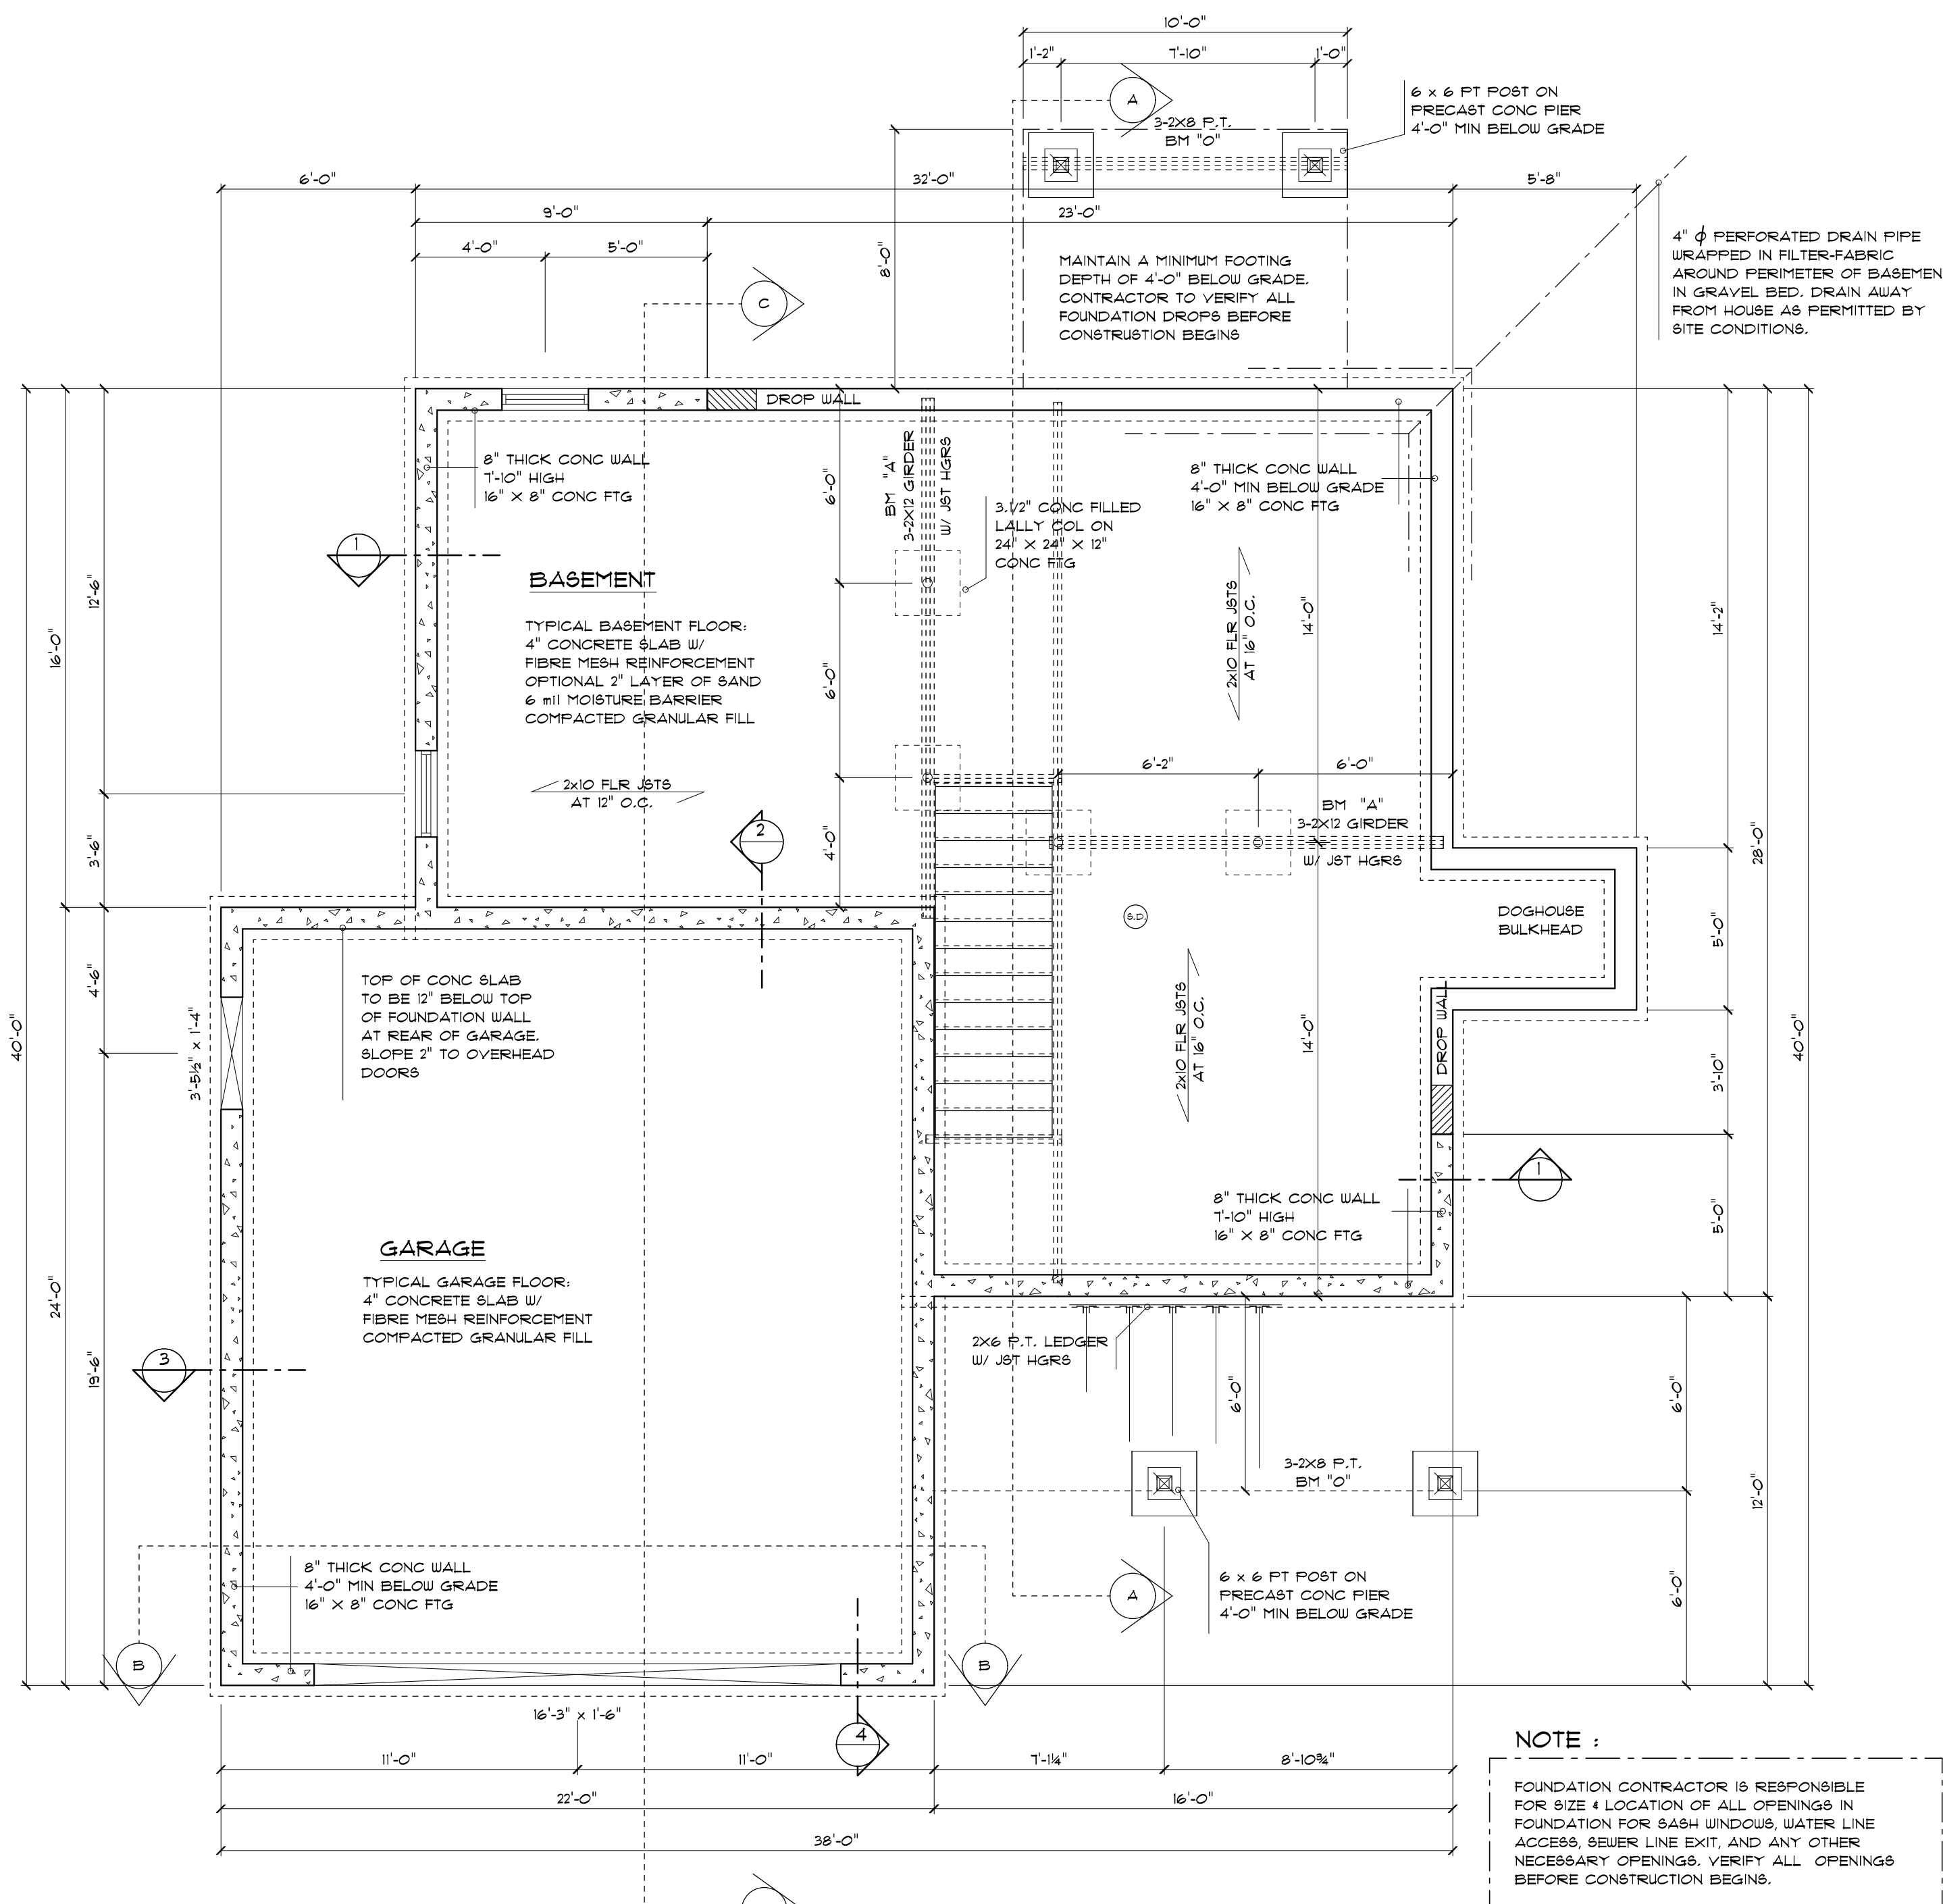 10'-0"
1'-2" 7'-10" 1'-0"
A
3-2X8 P.T.
BM "O"
6 x 6 PT POST ON
PRECAST CONC PIER
4'-0" MIN BELOW GRADE
6'-0" 32'-0" 5'-8"
9'-0" 23'-0"
4'-0" 5'-0"
8'-0"
C
MAINTAIN A MINIMUM FOOTING
DEPTH OF 4'-0" BELOW GRADE.
CONTRACTOR TO VERIFY ALL
FOUNDATION DROPS BEFORE
CONSTRUSTION BEGINS
4" ϕ PERFORATED DRAIN PIPE
WRAPPED IN FILTER-FABRIC
AROUND PERIMETER OF BASEMEN
IN GRAVEL BED. DRAIN AWAY
FROM HOUSE AS PERMITTED BY
SITE CONDITIONS.
DROP WALL
8" THICK CONC WALL
7'-10" HIGH
16" X 8" CONC FTG
6'-0"
BM "A"
3-2X12 GIRDER
W/ JST HGRS
3.1/2" CONC FILLED
LALLY COL ON
24" X 24" X 12"
CONC FTG
8" THICK CONC WALL
4'-0" MIN BELOW GRADE
16" X 8" CONC FTG
1
BASEMENT
TYPICAL BASEMENT FLOOR:
4" CONCRETE SLAB W/
FIBRE MESH REINFORCEMENT
OPTIONAL 2" LAYER OF SAND
6 mil MOISTURE BARRIER
COMPACTED GRANULAR FILL
12'-6"
16'-0"
6'-0"
2x10 FLR JSTS
AT 16" O.C.
14'-0"
14'-2"
2x10 FLR JSTS
AT 12" O.C.
6'-2" 6'-0"
BM "A"
3-2X12 GIRDER
W/ JST HGRS
2
3'-6"
4'-0"
28'-0"
S.D.
DOGHOUSE
BULKHEAD
5'-0"
4'-6"
3'-5½" x 1'-4"
TOP OF CONC SLAB
TO BE 12" BELOW TOP
OF FOUNDATION WALL
AT REAR OF GARAGE.
SLOPE 2" TO OVERHEAD
DOORS
40'-0"
2x10 FLR JSTS
AT 16" O.C.
14'-0"
DROP WALL
3'-10"
40'-0"
1
8" THICK CONC WALL
7'-10" HIGH
16" X 8" CONC FTG
5'-0"
GARAGE
TYPICAL GARAGE FLOOR:
4" CONCRETE SLAB W/
FIBRE MESH REINFORCEMENT
COMPACTED GRANULAR FILL
24'-0"
19'-6"
3
2X6 P.T. LEDGER
W/ JST HGRS
6'-0"
6'-0"
3-2X8 P.T.
BM "O"
12'-0"
8" THICK CONC WALL
4'-0" MIN BELOW GRADE
16" X 8" CONC FTG
A
6 x 6 PT POST ON
PRECAST CONC PIER
4'-0" MIN BELOW GRADE
6'-0"
B
B
16'-3" x 1'-6"
4
11'-0" 11'-0" 7'-1¼" 8'-10¾"
22'-0" 16'-0"
38'-0"
NOTE :
FOUNDATION CONTRACTOR IS RESPONSIBLE
FOR SIZE & LOCATION OF ALL OPENINGS IN
FOUNDATION FOR SASH WINDOWS, WATER LINE
ACCESS, SEWER LINE EXIT, AND ANY OTHER
NECESSARY OPENINGS. VERIFY ALL OPENINGS
BEFORE CONSTRUCTION BEGINS.